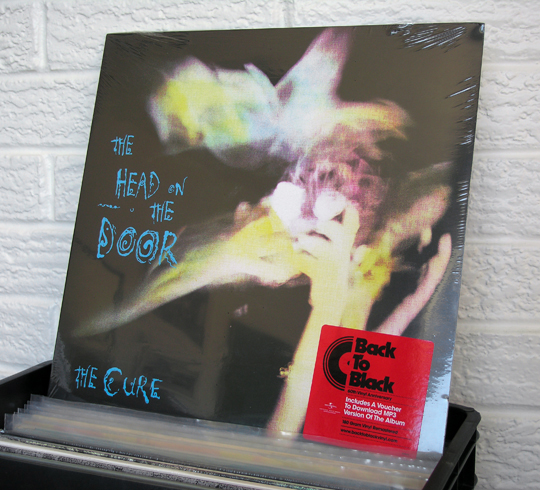 THE
HEAD ON
THE
DOOR
THE CURE
Back
To
Black
Includes A Voucher
To Download MP3
Version Of The Album